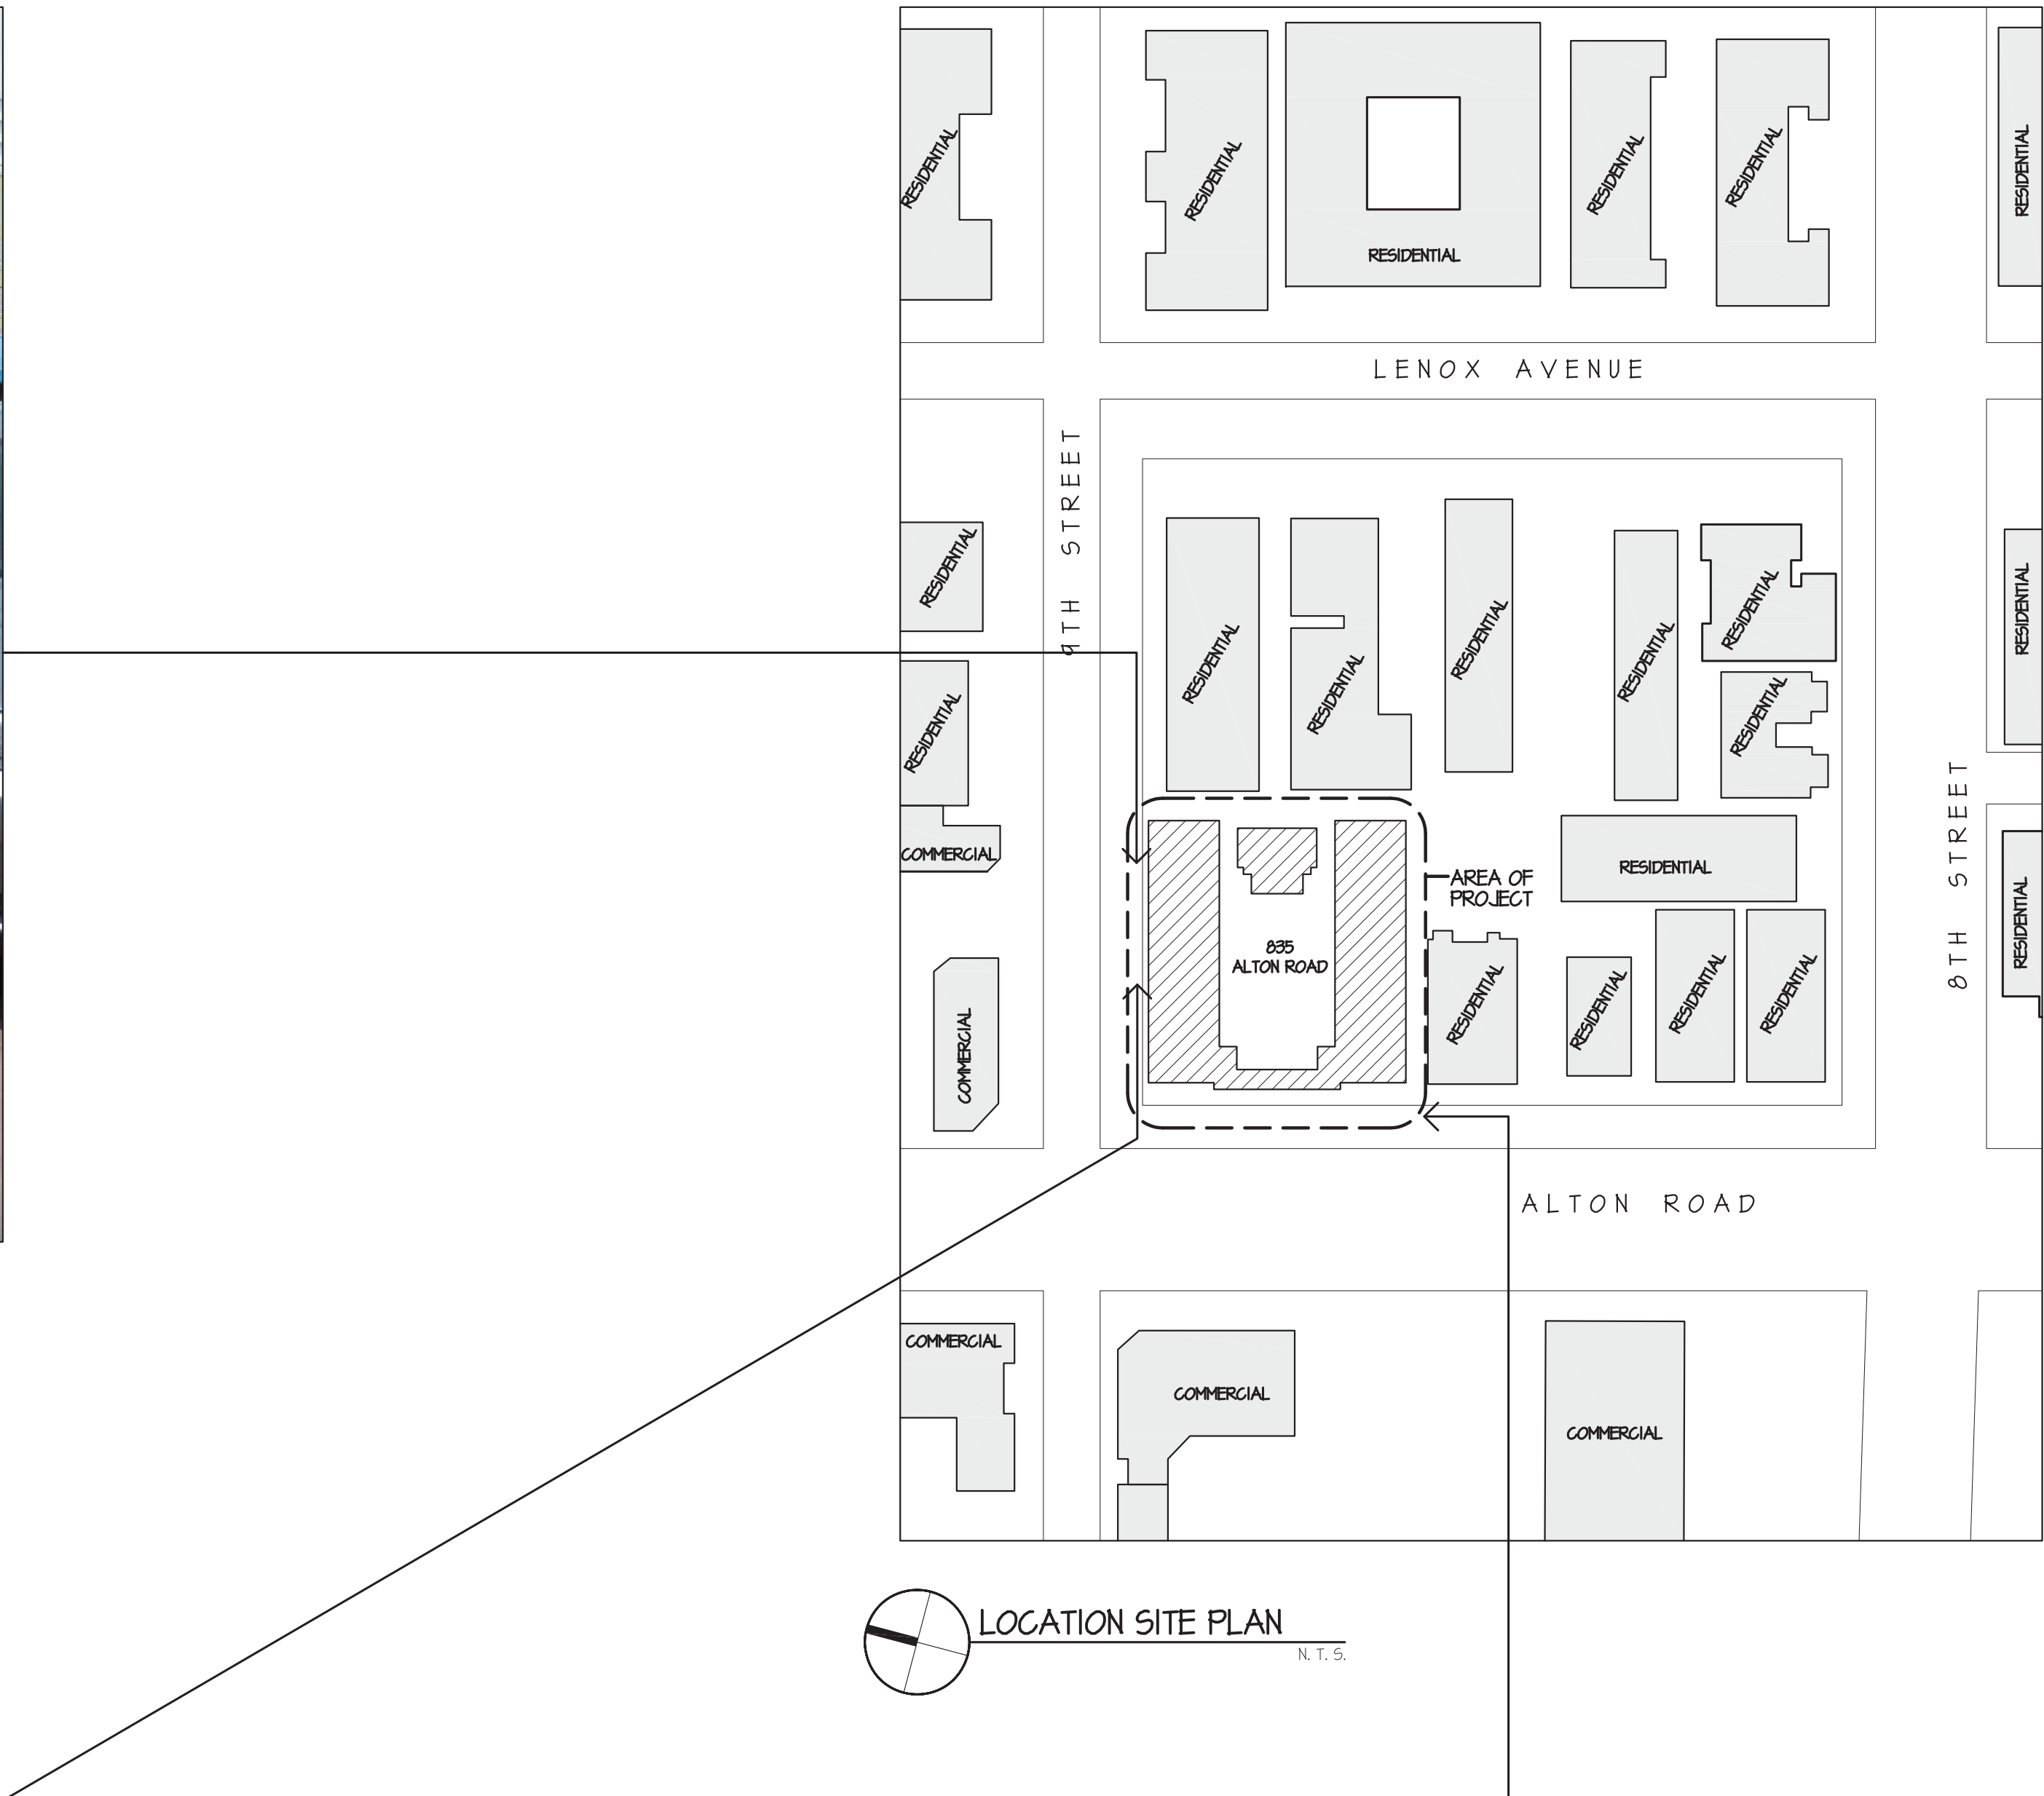 RESIDENTIAL
RESIDENTIAL
RESIDENTIAL
RESIDENTIAL
RESIDENTIAL
RESIDENTIAL
LENOX AVENUE
9TH STREET
RESIDENTIAL
RESIDENTIAL
RESIDENTIAL
RESIDENTIAL
RESIDENTIAL
RESIDENTIAL
RESIDENTIAL
RESIDENTIAL
RESIDENTIAL
8TH STREET
COMMERCIAL
RESIDENTIAL
AREA OF
PROJECT
RESIDENTIAL
835
ALTON ROAD
COMMERCIAL
RESIDENTIAL
RESIDENTIAL
RESIDENTIAL
RESIDENTIAL
ALTON ROAD
COMMERCIAL
COMMERCIAL
COMMERCIAL
LOCATION SITE PLAN
N. T. S.